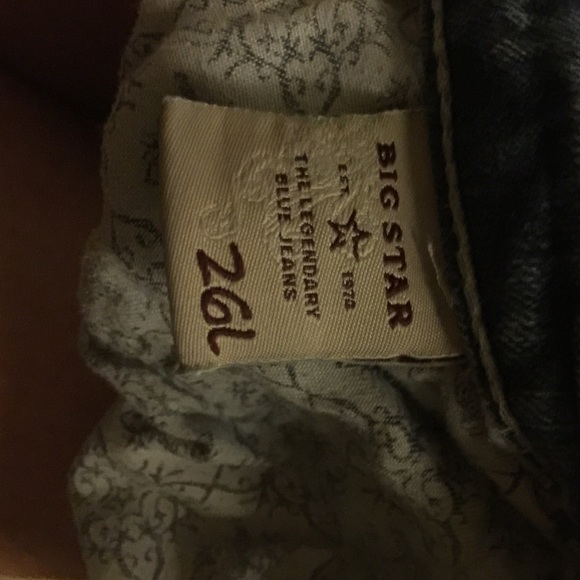 BIG STAR
EST. 1970
THE LEGENDARY
BLUE JEANS
26L